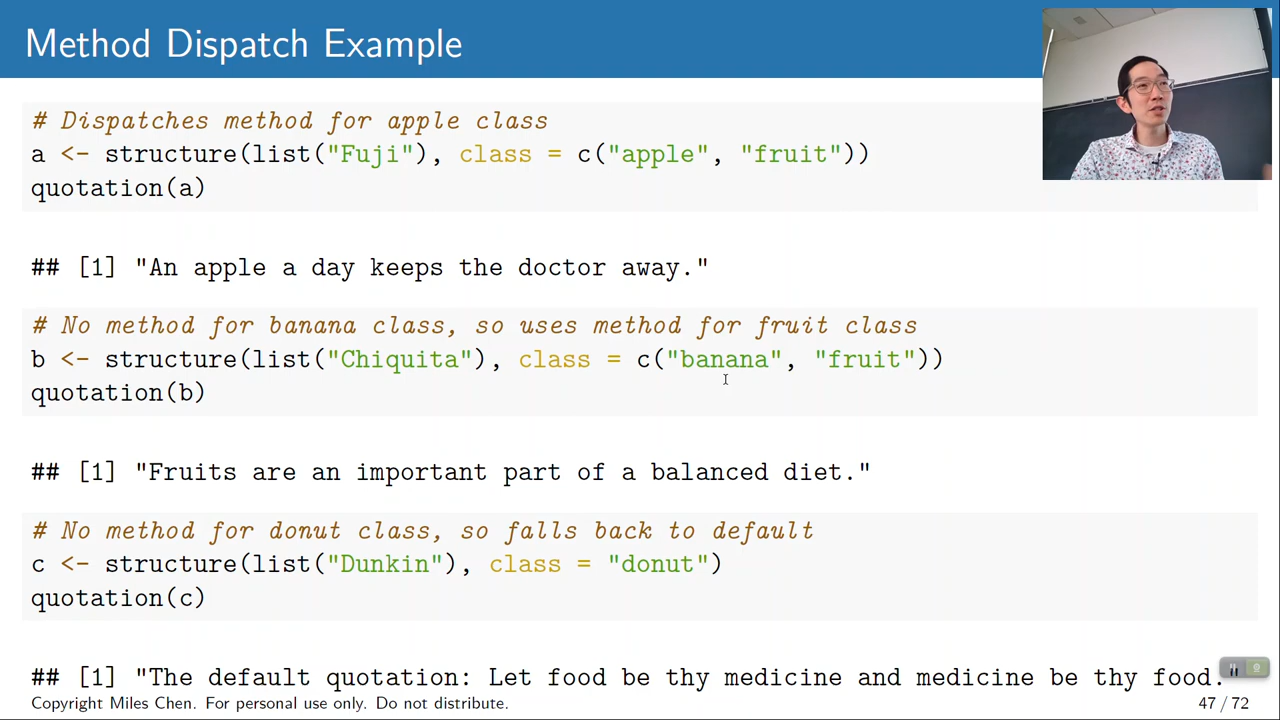 Method Dispatch Example
# Dispatches method for apple class
a <- structure(list("Fuji"), class = c("apple", "fruit"))
quotation(a)
## [1] "An apple a day keeps the doctor away."
# No method for banana class, so uses method for fruit class
b <- structure(list("Chiquita"), class = c("banana", "fruit"))
quotation(b)
## [1] "Fruits are an important part of a balanced diet."
# No method for donut class, so falls back to default
c <- structure(list("Dunkin"), class = "donut")
quotation(c)
## [1] "The default quotation: Let food be thy medicine and medicine be thy food.
Copyright Miles Chen. For personal use only. Do not distribute.
47 / 72